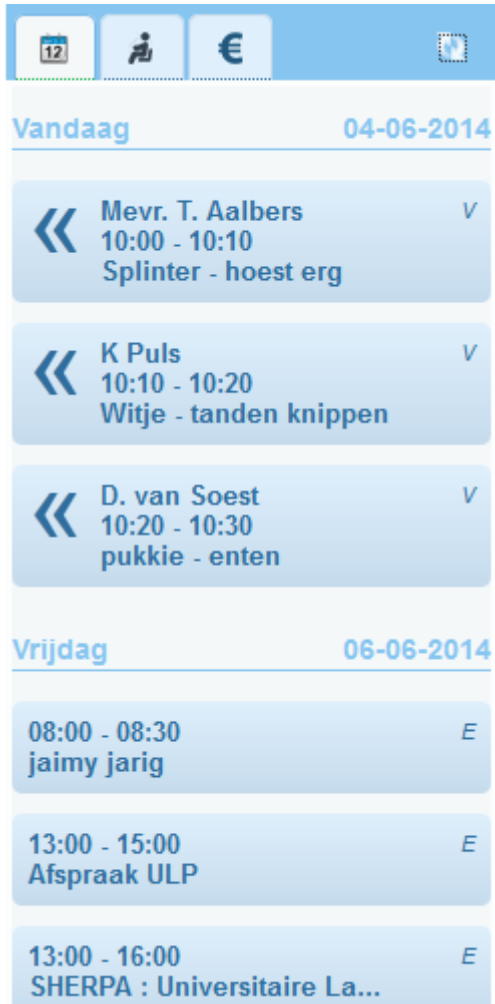 12
€
Vandaag 04-06-2014
Mevr. T. Aalbers V
10:00 - 10:10
Splinter - hoest erg
K Puls V
10:10 - 10:20
Witje - tanden knippen
D. van Soest V
10:20 - 10:30
pukkie - enten
Vrijdag 06-06-2014
08:00 - 08:30 E
jaimy jarig
13:00 - 15:00 E
Afspraak ULP
13:00 - 16:00 E
SHERPA : Universitaire La...